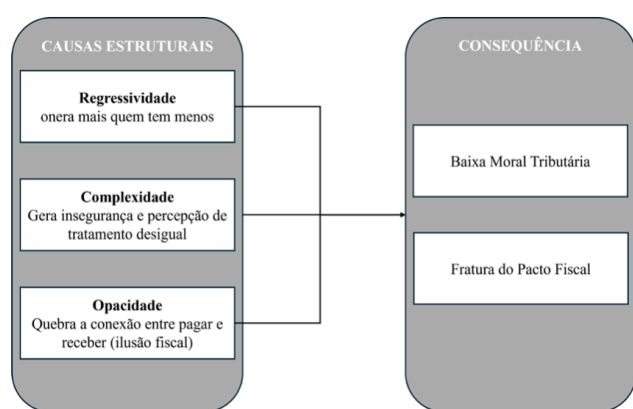 CAUSAS ESTRUTURAIS
Regressividade
onera mais quem tem menos
Complexidade
Gera insegurança e percepção de
tratamento desigual
Opacidade
Quebra a conexão entre pagar e
receber (ilusão fiscal)
CONSEQUÊNCIA
Baixa Moral Tributária
Fratura do Pacto Fiscal